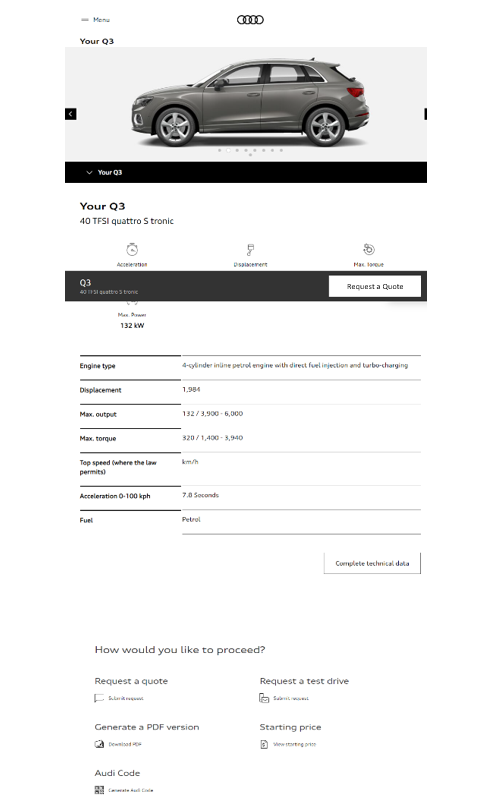 Menu
Your Q3
Your Q3
Your Q3
40 TFSI quattro S tronic
Acceleration
Displacement
Max. Torque
Q3
40 TFSI quattro S tronic
Request a Quote
Max. Power
132 kW
Engine type
4-cylinder inline petrol engine with direct fuel injection and turbo-charging
Displacement
1,984
Max. output
132 / 3,900 - 6,000
Max. torque
320 / 1,400 - 3,940
Top speed (where the law
permits)
km/h
Acceleration 0-100 kph
7.0 Seconds
Fuel
Petrol
Complete technical data
How would you like to proceed?
Request a quote
Submit request
Request a test drive
Submit request
Generate a PDF version
Download PDF
Starting price
View starting price
Audi Code
Generate Audi Code